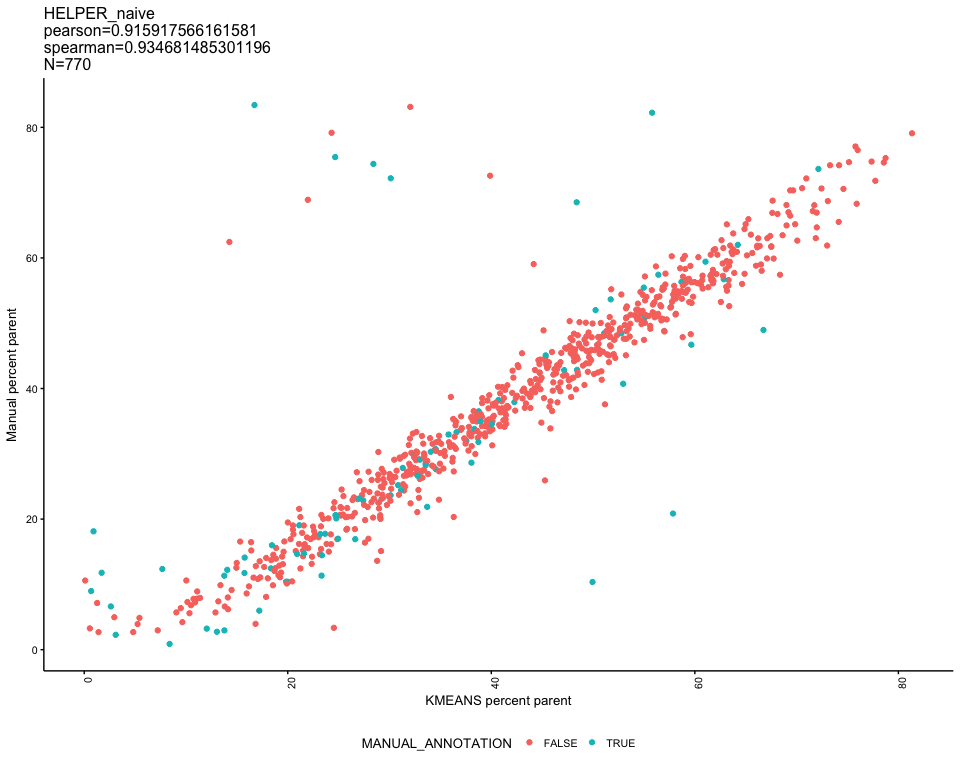 HELPER_naive
pearson=0.915917566161581
spearman=0.934681485301196
N=770
80
60
40
20
0
Manual percent parent
0
20
40
60
80
KMEANS percent parent
MANUAL_ANNOTATION
FALSE
TRUE